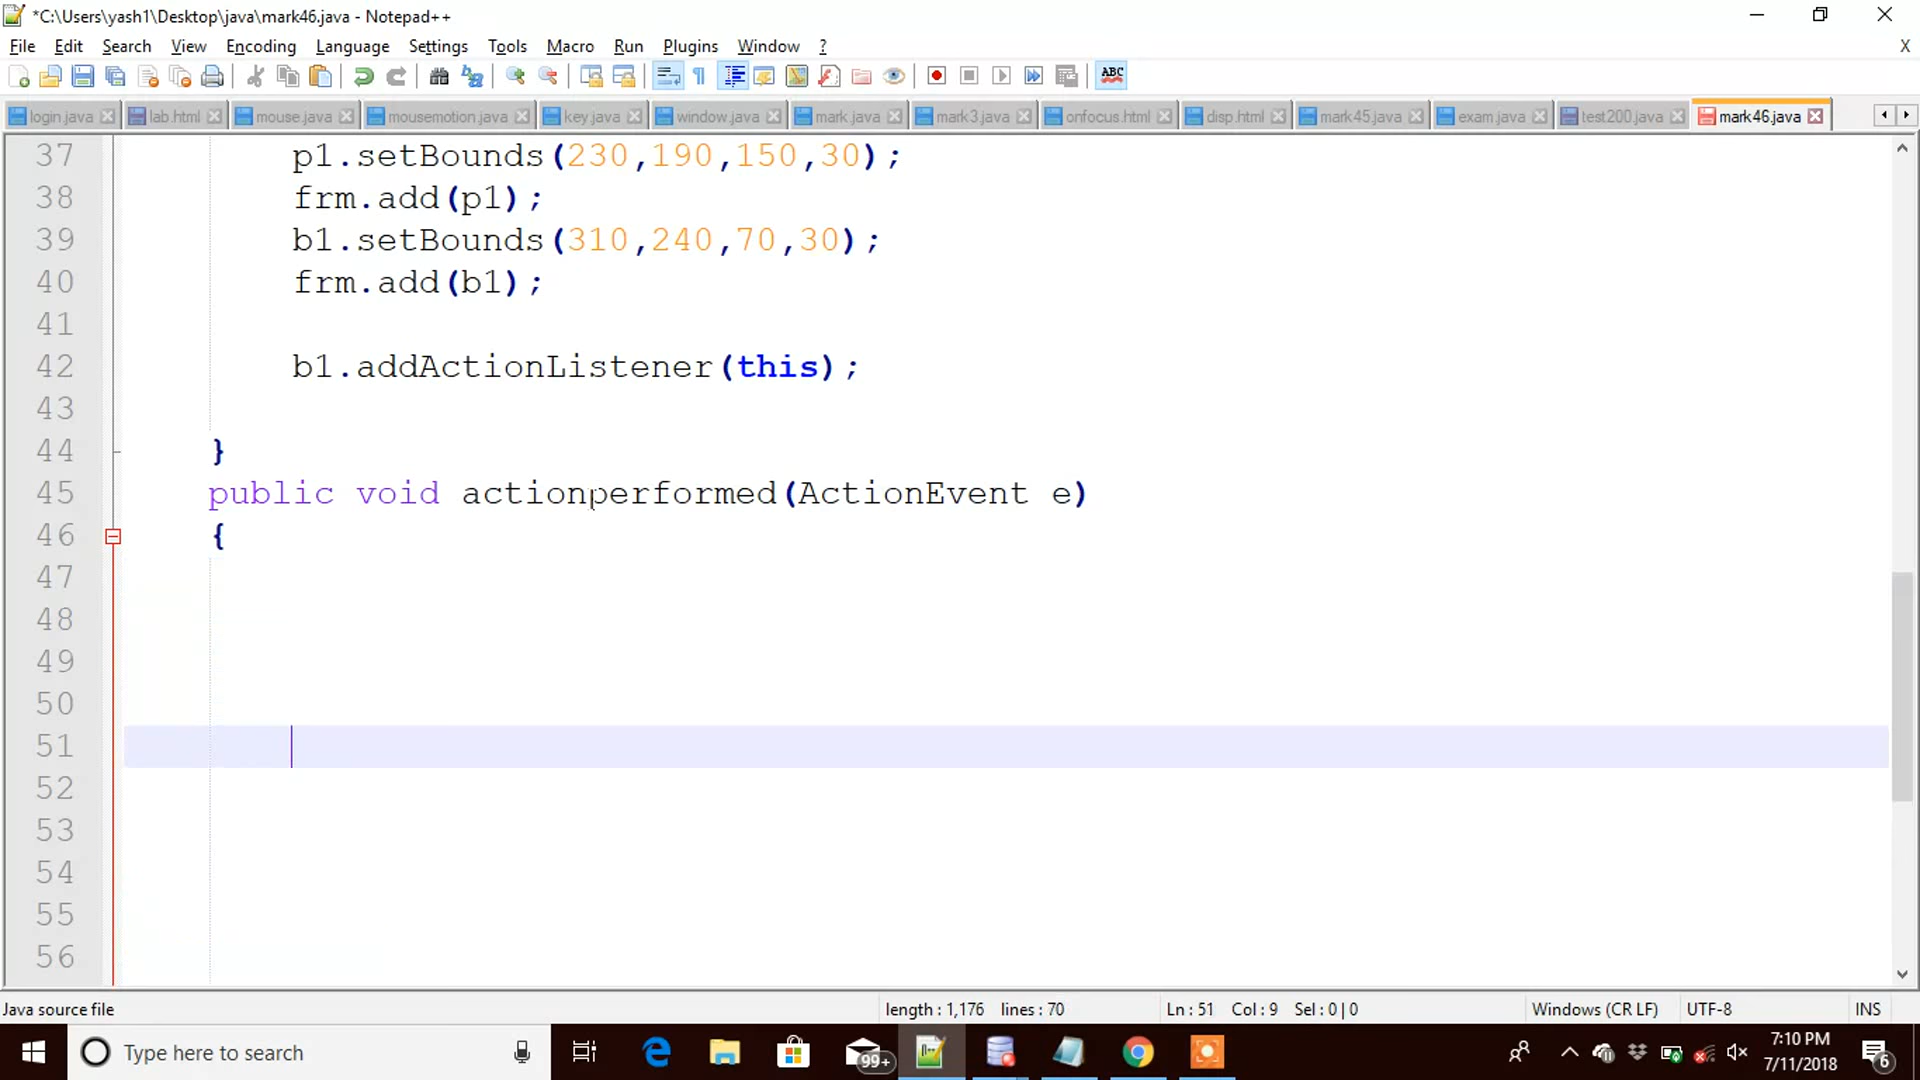 *C:\Users\yash1\Desktop\java\mark46.java - Notepad++
File Edit Search View Encoding Language Settings Tools Macro Run Plugins Window ? X
ABC
login.java lab.html mouse.java mousemotion.java key.java window.java mark.java mark3.java onfocus.html disp.html mark45.java exam.java test200.java mark46.java
37 p1.setBounds(230,190,150,30);
38 frm.add(p1);
39 b1.setBounds(310,240,70,30);
40 frm.add(b1);
41
42 b1.addActionListener(this);
43
44 }
45 public void actionperformed(ActionEvent e)
46 {
47
48
49
50
51
52
53
54
55
56
Java source file length : 1,176 lines : 70 Ln : 51 Col : 9 Sel : 0 | 0 Windows (CR LF) UTF-8 INS
Type here to search 99+ 7:10 PM
7/11/2018 6